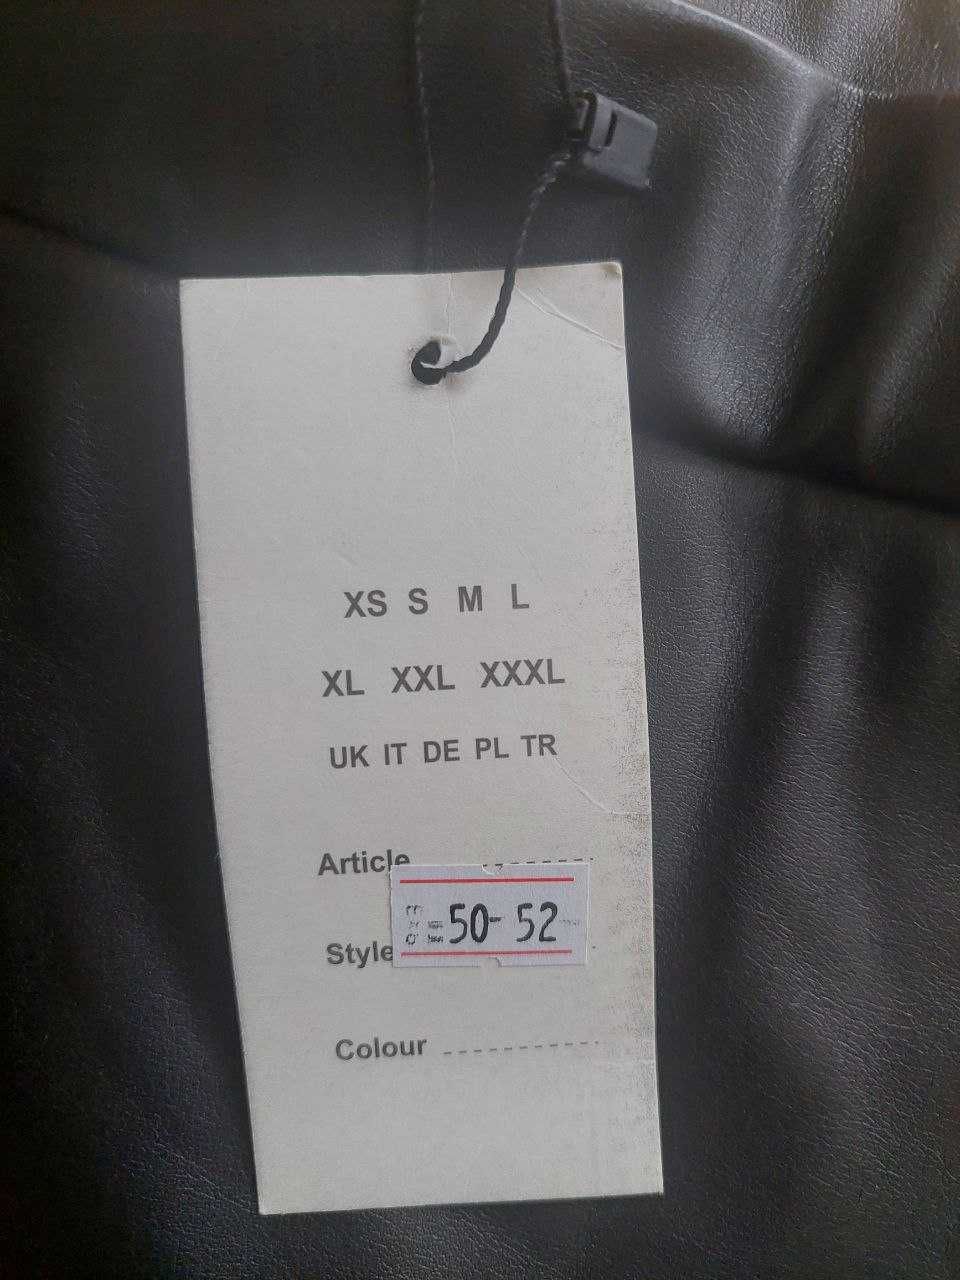 XS S M L
XL XXL XXXL
UK IT DE PL TR
Article
50-52
Style
Colour